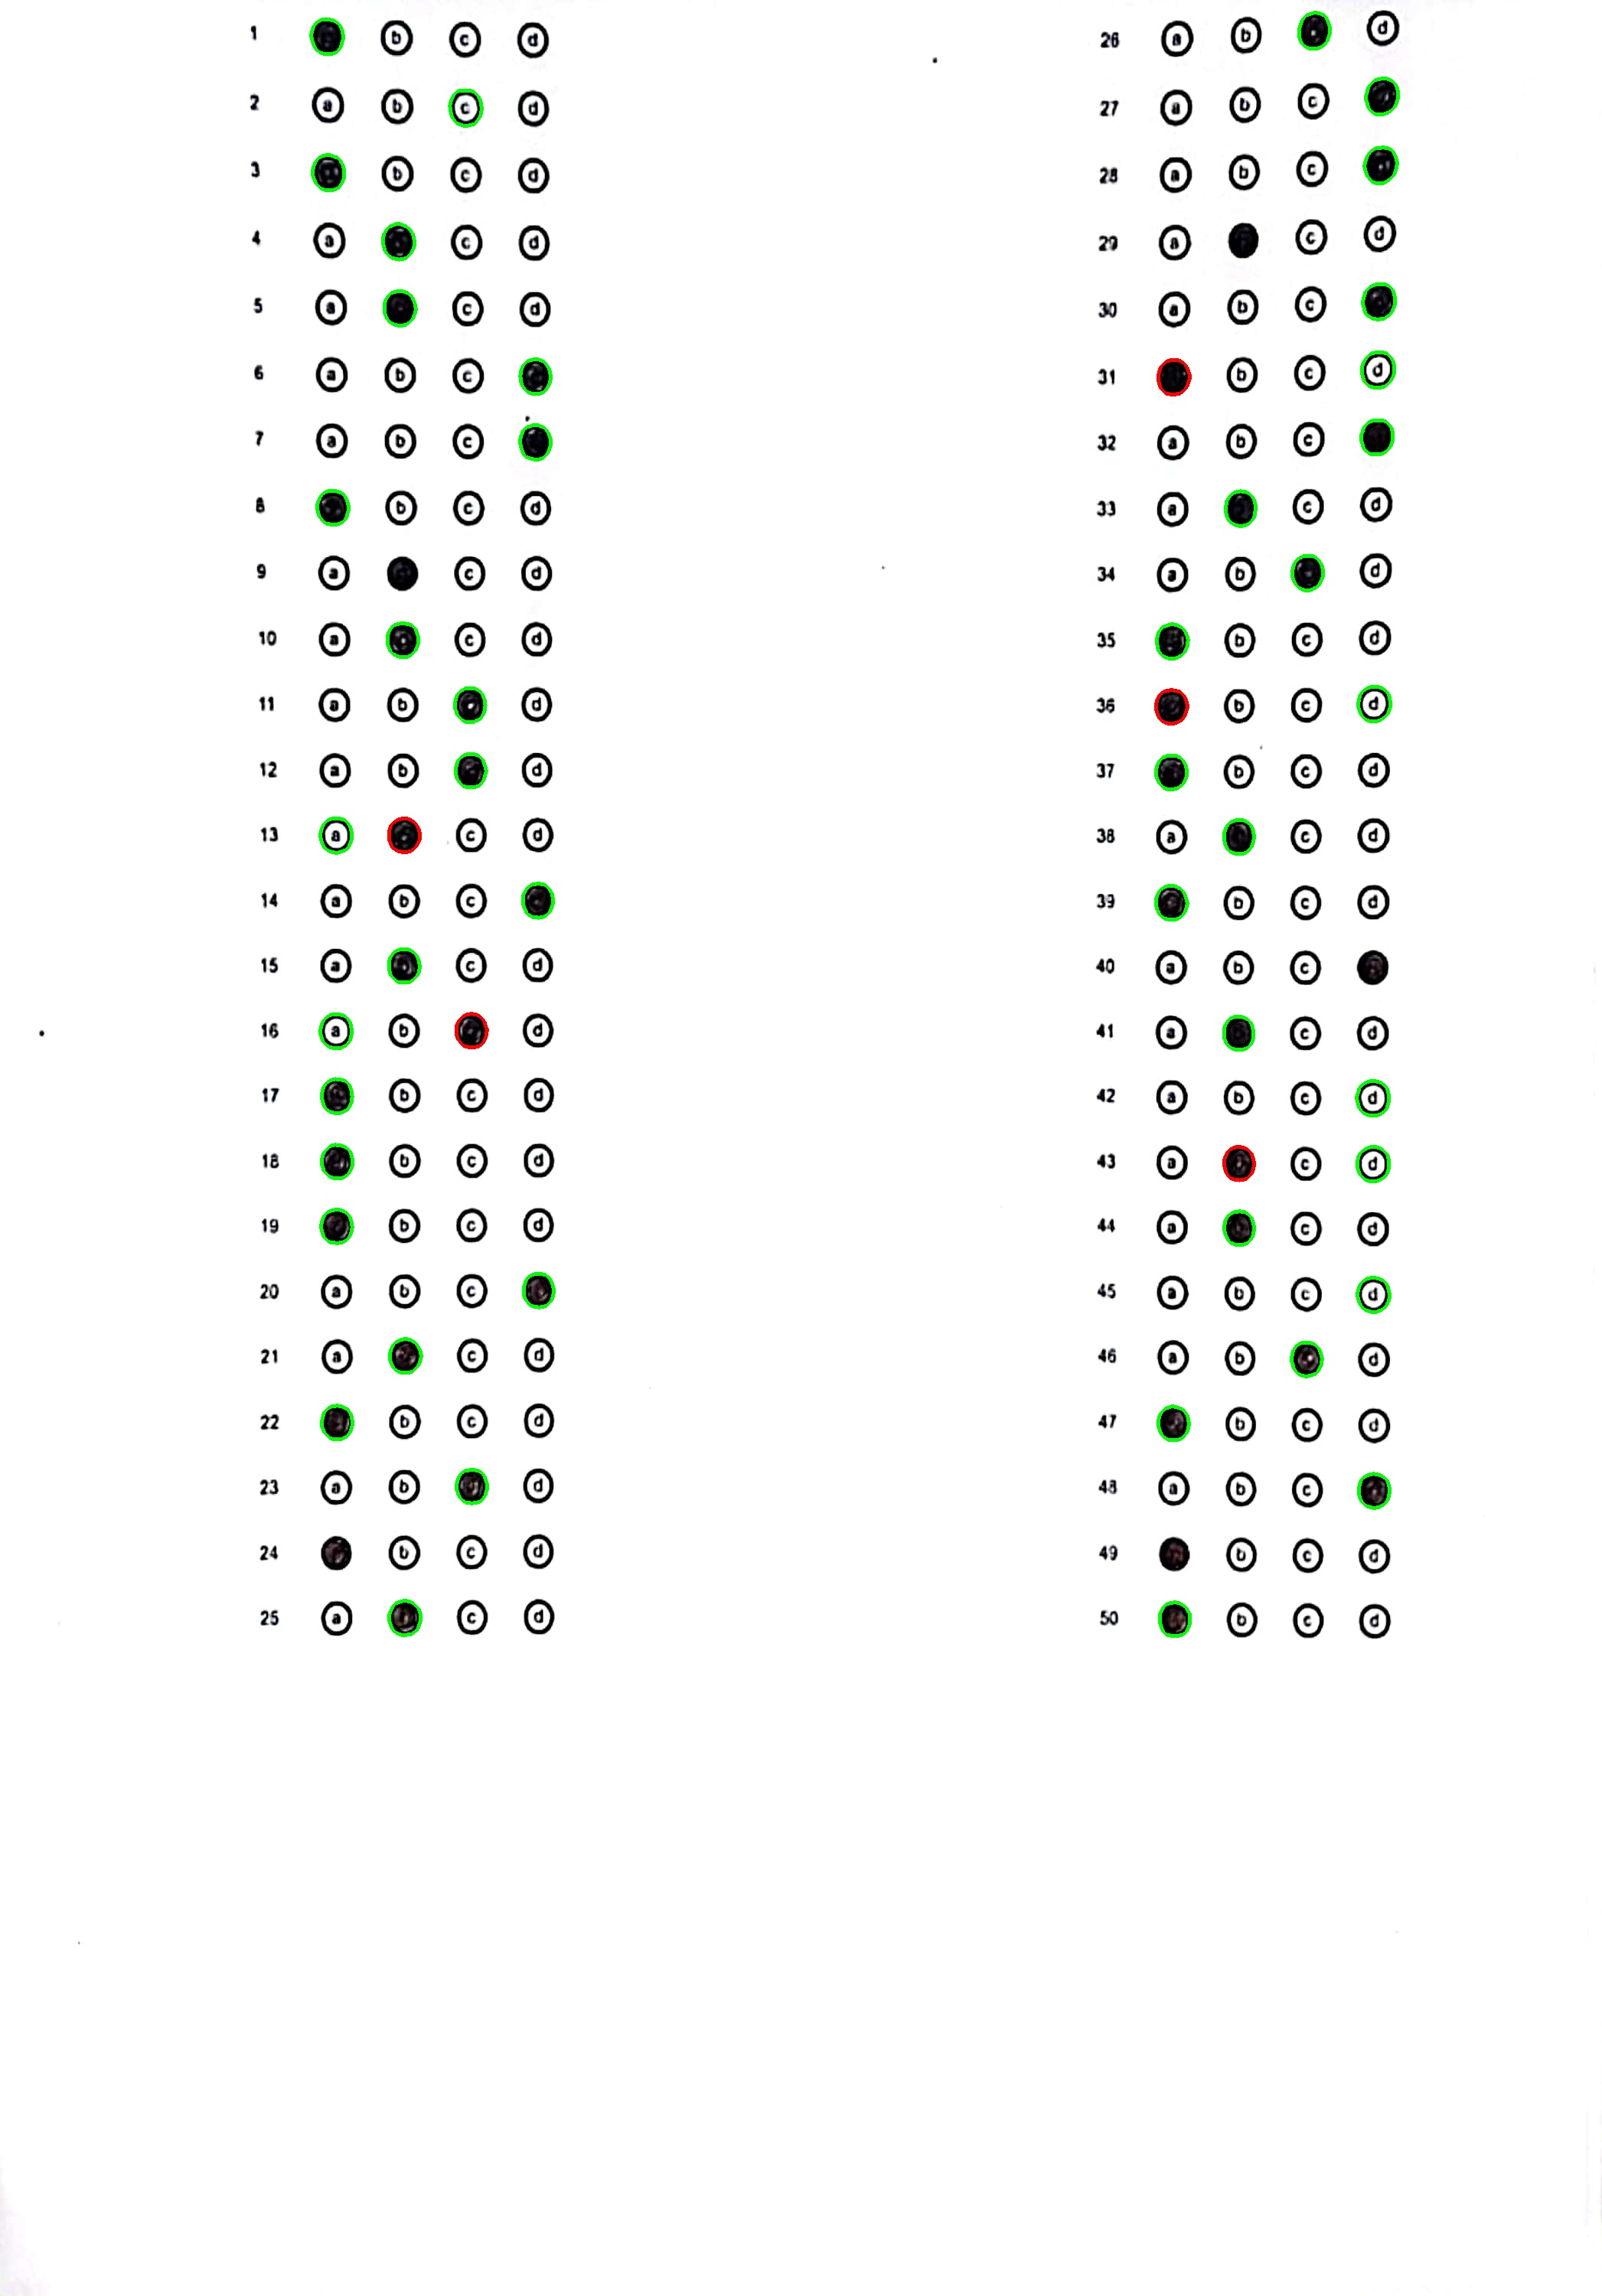 1 b c d
2 a b c d
3 b c d
4 a c d
5 a c d
6 a b c
7 a b c
8 b c d
9 a c d
10 a c d
11 a b d
12 a b d
13 a c d
14 a b c
15 a c d
16 a b d
17 b c d
18 b c d
19 b c d
20 a b c
21 a c d
22 b c d
23 a b d
24 b c d
25 a c d
26 a b d
27 a b c
28 a b c
29 a c d
30 a b c
31 b c d
32 a b c
33 a c d
34 a b d
35 b c d
36 b c d
37 b c d
38 a c d
39 b c d
40 a b c
41 a c d
42 a b c d
43 a c d
44 a c d
45 a b c d
46 a b d
47 b c d
48 a b c
49 b c d
50 b c d